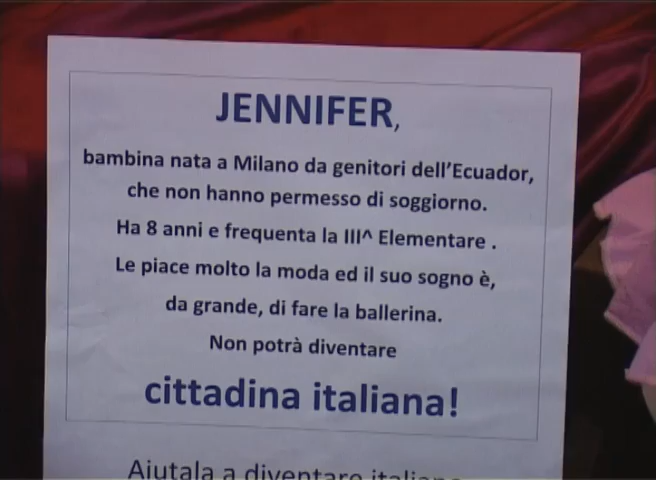 JENNIFER,
bambina nata a Milano da genitori dell'Ecuador,
che non hanno permesso di soggiorno.
Ha 8 anni e frequenta la III^ Elementare .
Le piace molto la moda ed il suo sogno è,
da grande, di fare la ballerina.
Non potrà diventare
cittadina italiana!
Aiutala a diventare italiana